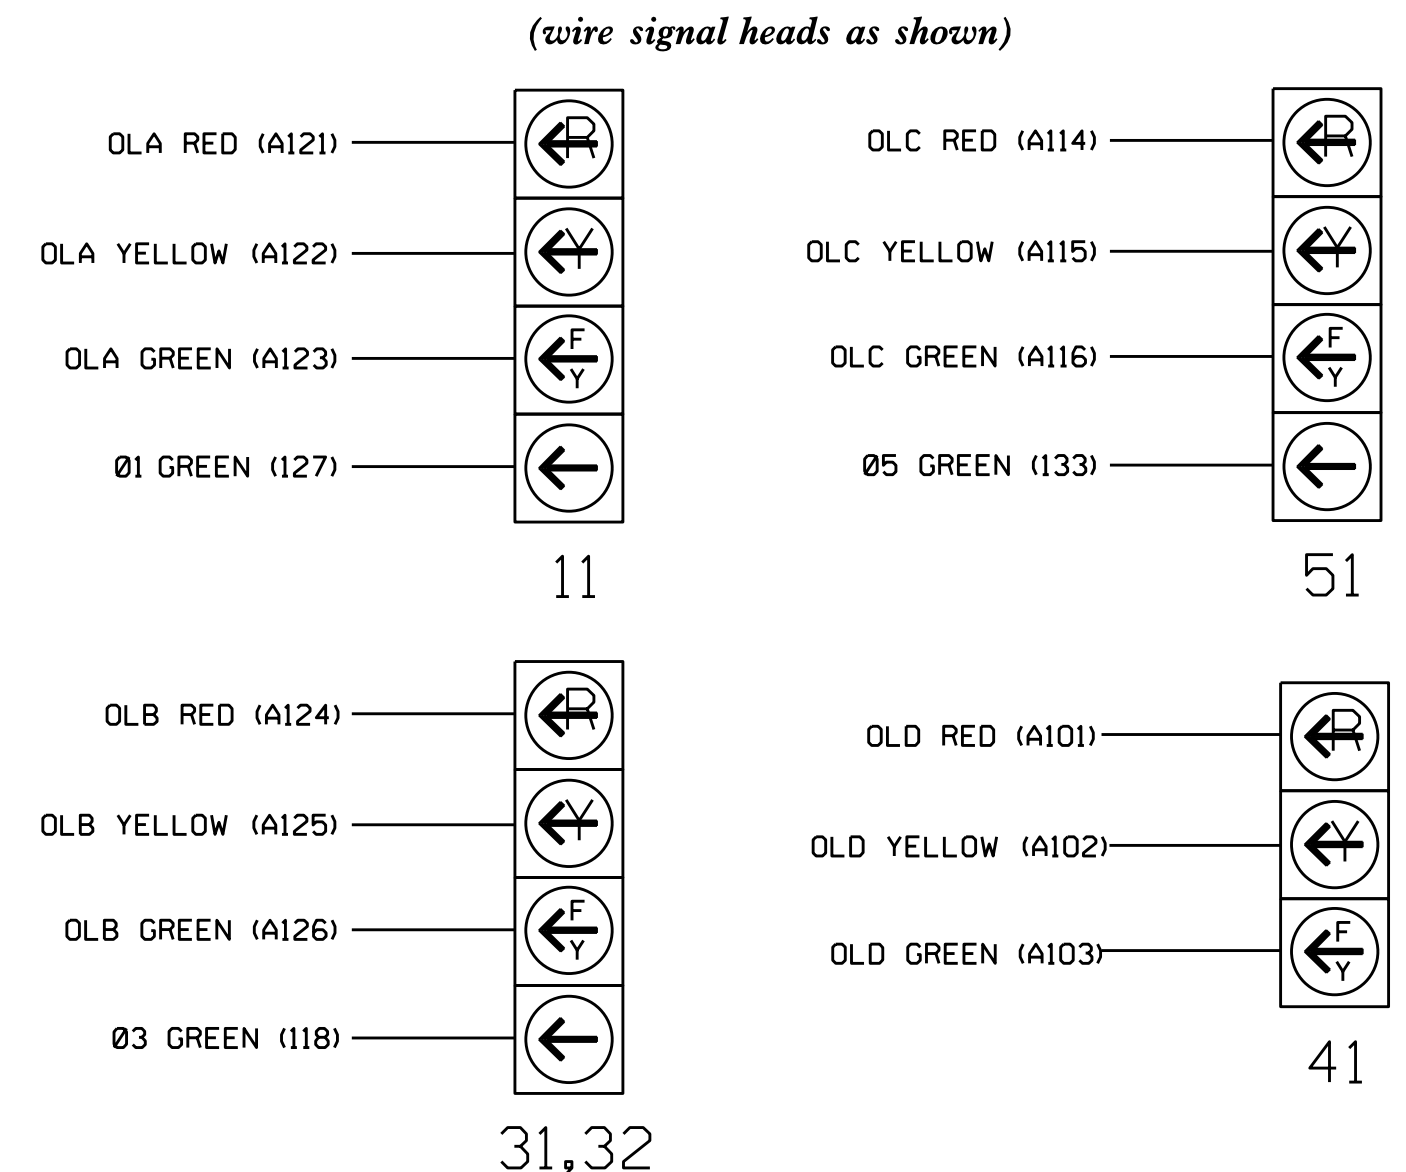 (wire signal heads as shown)
OLA RED (A121)
R
OLA YELLOW (A122)
Y
OLA GREEN (A123)
F
Y
Ø1 GREEN (127)
11
OLC RED (A114)
R
OLC YELLOW (A115)
Y
OLC GREEN (A116)
F
Y
Ø5 GREEN (133)
51
OLB RED (A124)
R
OLB YELLOW (A125)
Y
OLB GREEN (A126)
F
Y
Ø3 GREEN (118)
31,32
OLD RED (A101)
R
OLD YELLOW (A102)
Y
OLD GREEN (A103)
F
Y
41